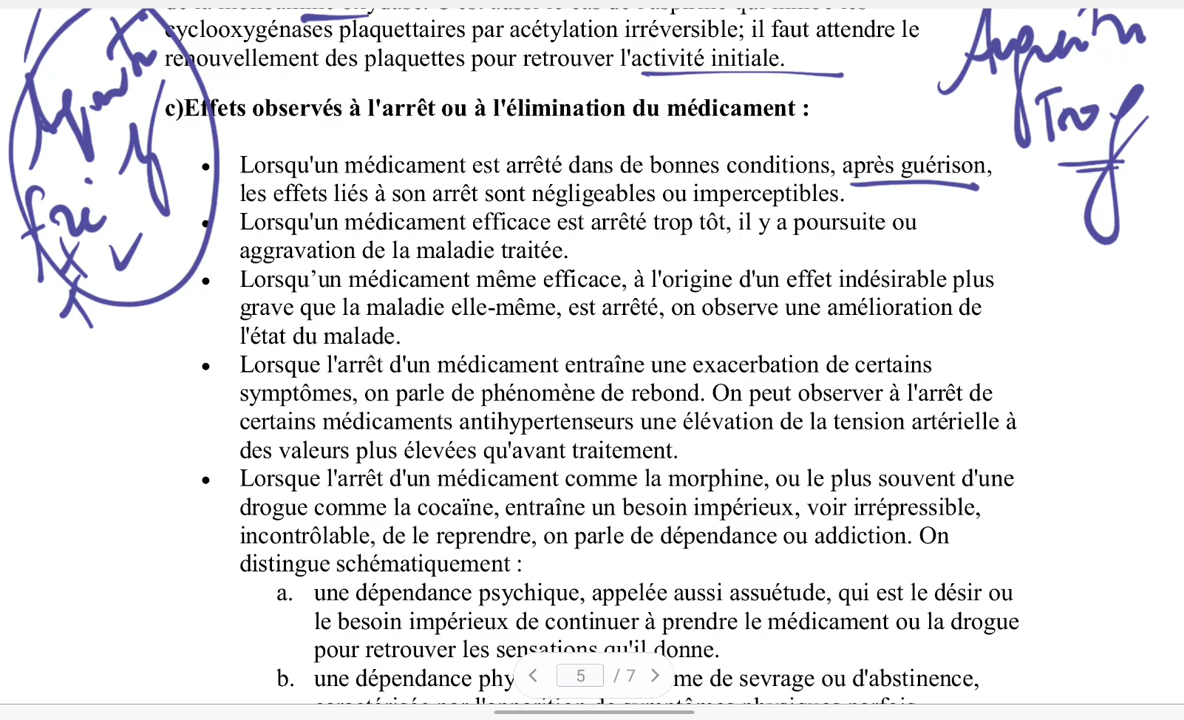 cyclooxygénases plaquettaires par acétylation irréversible; il faut attendre le
renouvellement des plaquettes pour retrouver l'activité initiale.
c)Effets observés à l'arrêt ou à l'élimination du médicament :
• Lorsqu'un médicament est arrêté dans de bonnes conditions, après guérison,
les effets liés à son arrêt sont négligeables ou imperceptibles.
• Lorsqu'un médicament efficace est arrêté trop tôt, il y a poursuite ou
aggravation de la maladie traitée.
• Lorsqu’un médicament même efficace, à l'origine d'un effet indésirable plus
grave que la maladie elle-même, est arrêté, on observe une amélioration de
l'état du malade.
• Lorsque l'arrêt d'un médicament entraîne une exacerbation de certains
symptômes, on parle de phénomène de rebond. On peut observer à l'arrêt de
certains médicaments antihypertenseurs une élévation de la tension artérielle à
des valeurs plus élevées qu'avant traitement.
• Lorsque l'arrêt d'un médicament comme la morphine, ou le plus souvent d'une
drogue comme la cocaïne, entraîne un besoin impérieux, voir irrépressible,
incontrôlable, de le reprendre, on parle de dépendance ou addiction. On
distingue schématiquement :
a. une dépendance psychique, appelée aussi assuétude, qui est le désir ou
le besoin impérieux de continuer à prendre le médicament ou la drogue
pour retrouver les sensations qu'il donne.
b. une dépendance phy me de sevrage ou d'abstinence,
5 / 7